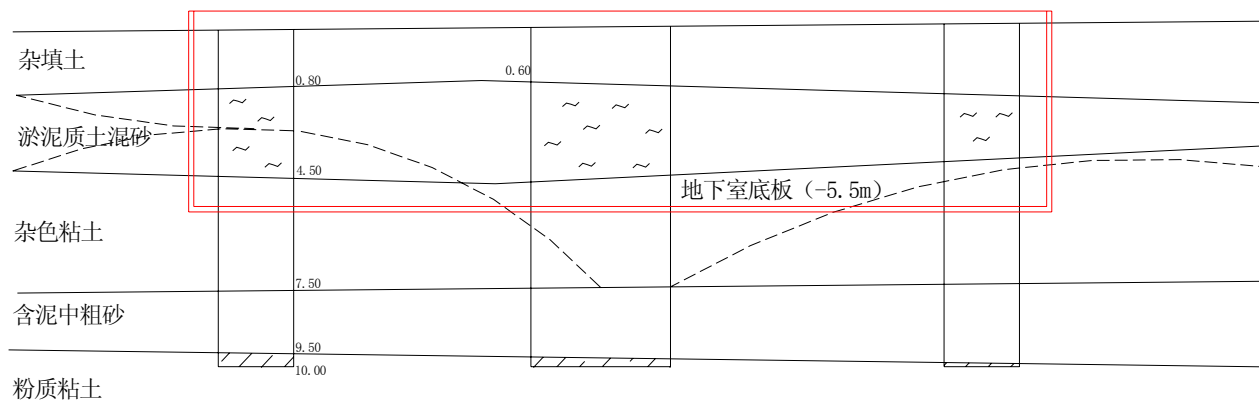 杂填土
0.80
0.60
淤泥质土混砂
4.50
地下室底板（-5.5m）
杂色粘土
7.50
含泥中粗砂
9.50
10.00
粉质粘土